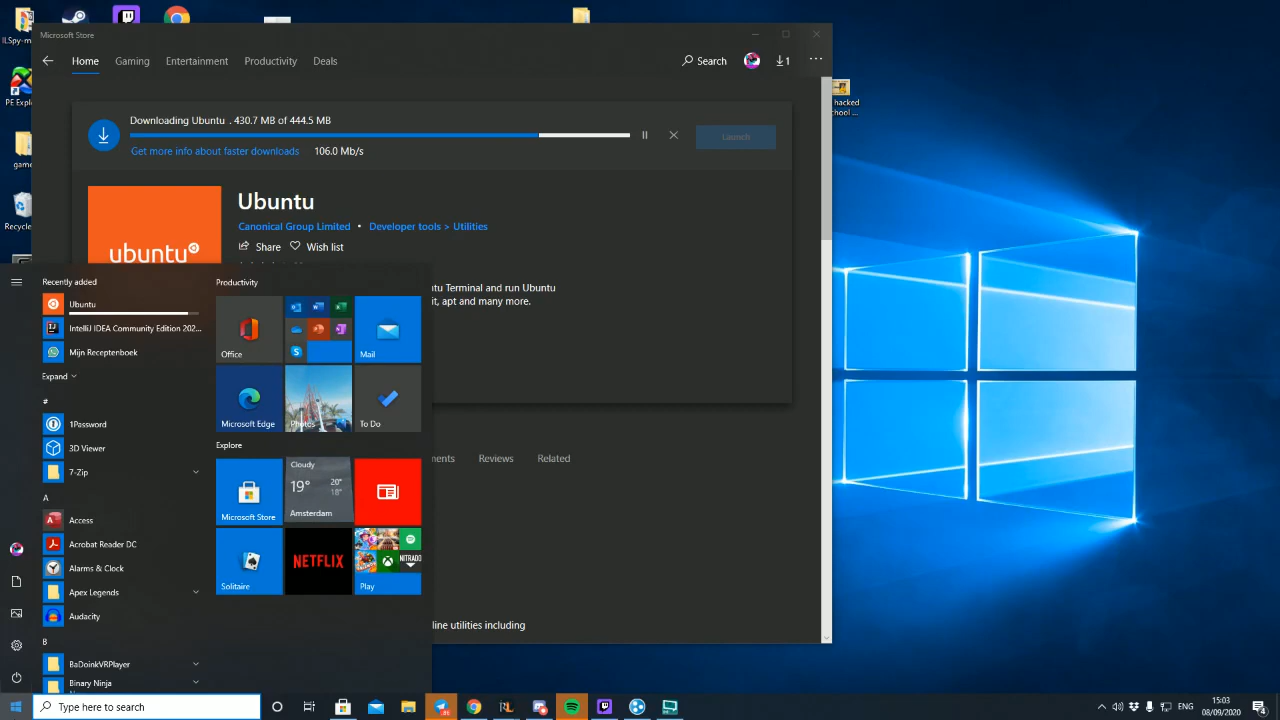 ILSpy-m
PE Explo
game
Recycle
hacked
chool ...
Microsoft Store
Home
Gaming
Entertainment
Productivity
Deals
Search
1
...
Downloading Ubuntu . 430.7 MB of 444.5 MB
Get more info about faster downloads
106.0 Mb/s
Launch
ubuntu
Ubuntu
Canonical Group Limited • Developer tools > Utilities
Share
Wish list
tu Terminal and run Ubuntu
it, apt and many more.
ments
Reviews
Related
line utilities including
Recently added
Ubuntu
IntelliJ IDEA Community Edition 202...
Mijn Receptenboek
Expand
#
1Password
3D Viewer
7-Zip
A
Access
Acrobat Reader DC
Alarms & Clock
Apex Legends
Audacity
B
BaDoinkVRPlayer
Binary Ninja
Productivity
Office
Mail
Microsoft Edge
Photos
To Do
Explore
Microsoft Store
Cloudy
19°
20°
18°
Amsterdam
Solitaire
NETFLIX
NITRADO
Play
Type here to search
ENG
15:03
08/09/2020